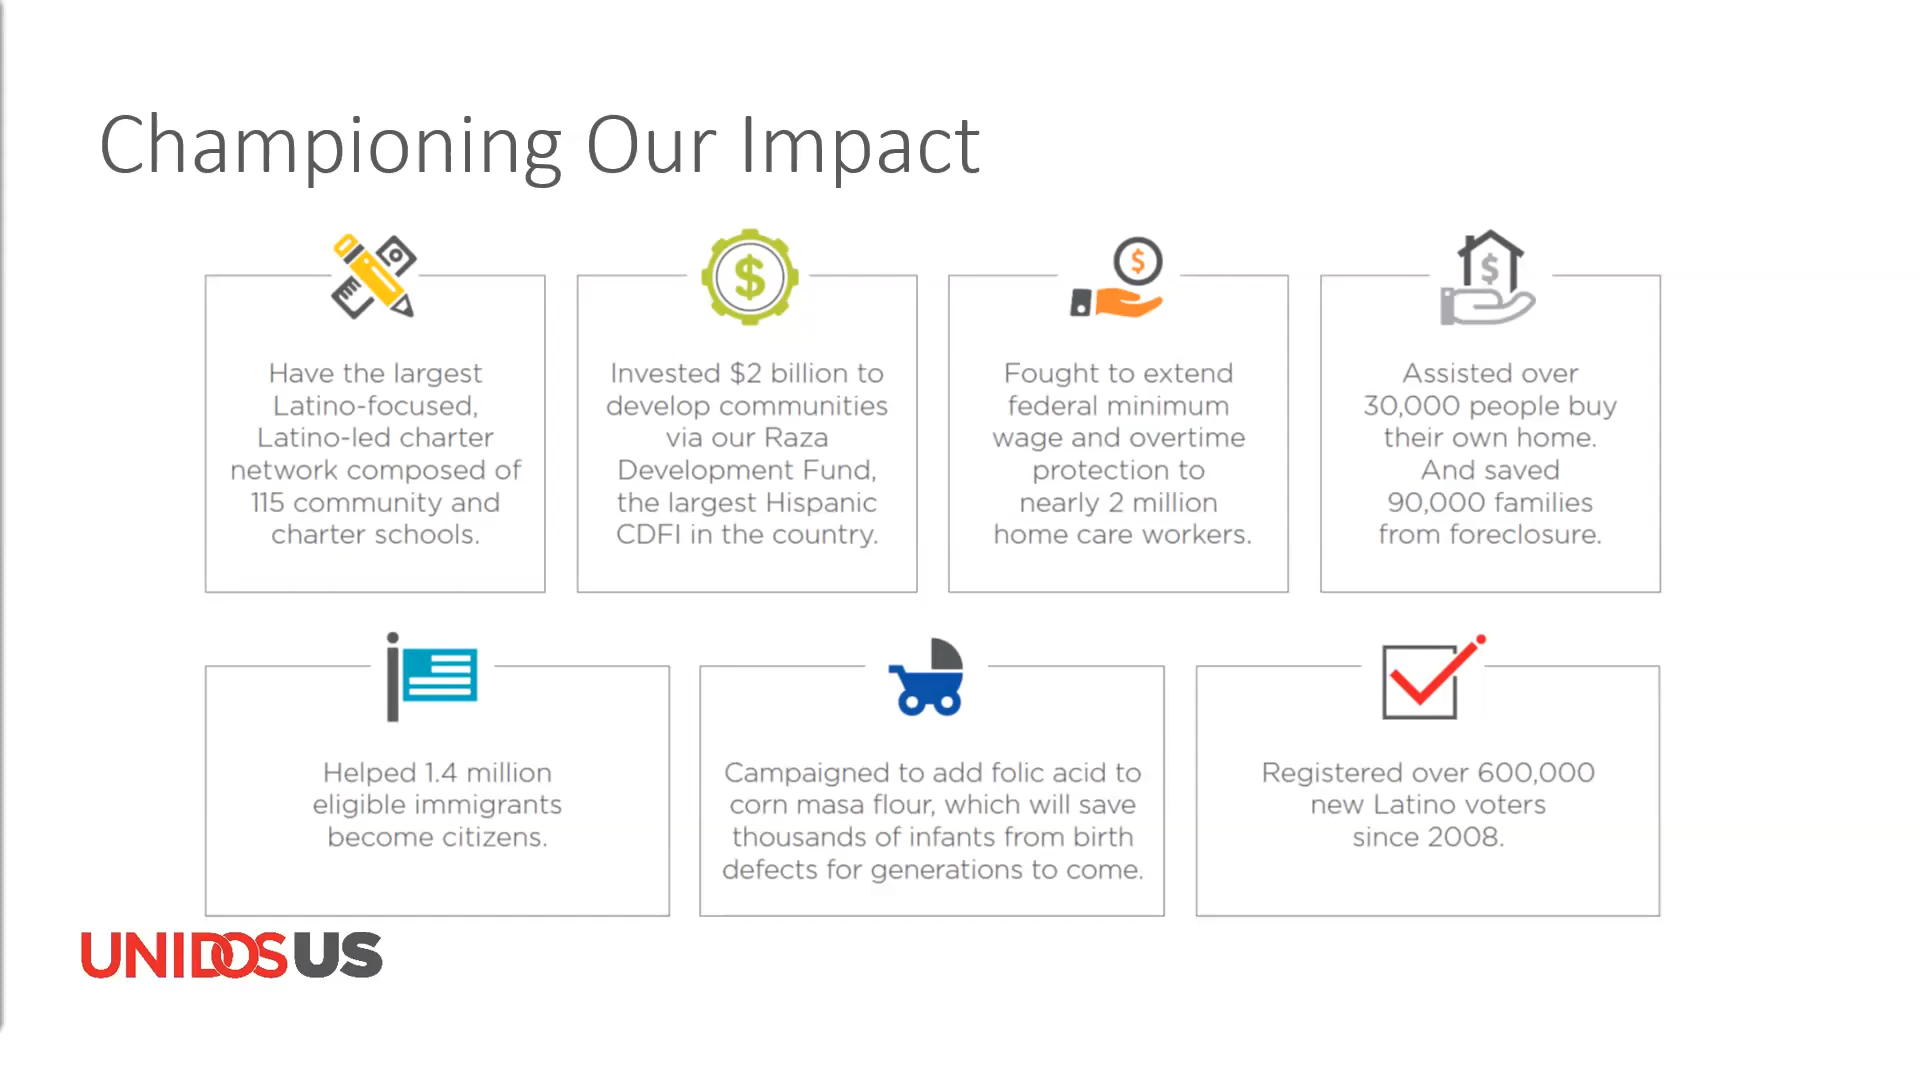 Championing Our Impact
Have the largest
Latino-focused,
Latino-led charter
network composed of
115 community and
charter schools.
Invested $2 billion to
develop communities
via our Raza
Development Fund,
the largest Hispanic
CDFI in the country.
Fought to extend
federal minimum
wage and overtime
protection to
nearly 2 million
home care workers.
Assisted over
30,000 people buy
their own home.
And saved
90,000 families
from foreclosure.
Helped 1.4 million
eligible immigrants
become citizens.
Campaigned to add folic acid to
corn masa flour, which will save
thousands of infants from birth
defects for generations to come.
Registered over 600,000
new Latino voters
since 2008.
UNIDOSUS